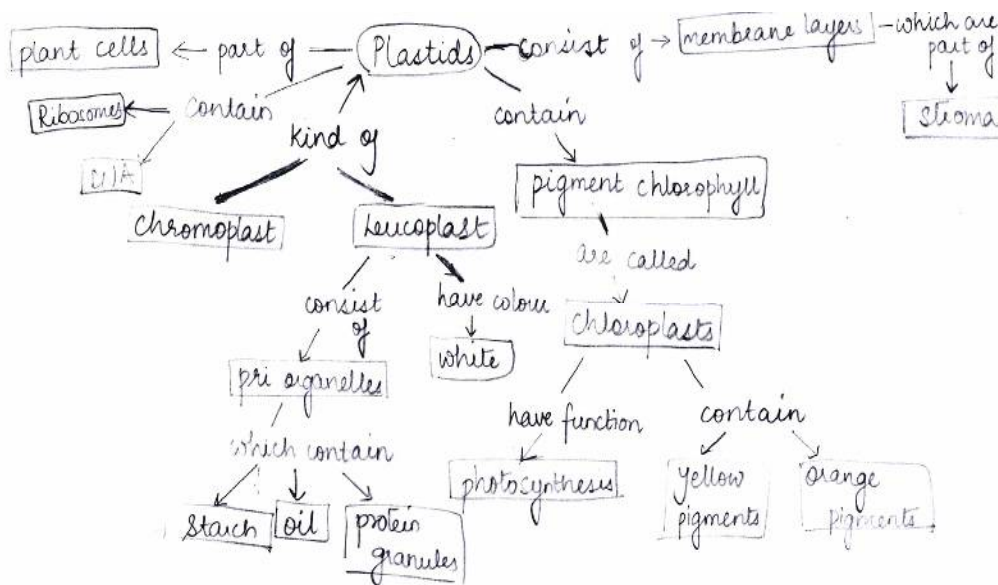 plant cells part of Plastids consist of membrane layers which are
part of
Ribosomes contain contain stroma
kind of
pigment chlorophyll
Chromoplast Leucoplast
are called
consist have colour chloroplasts
of
white
pri organelles
have function contain
which contain
photosynthesis yellow orange
pigments pigments
starch oil protein
granules